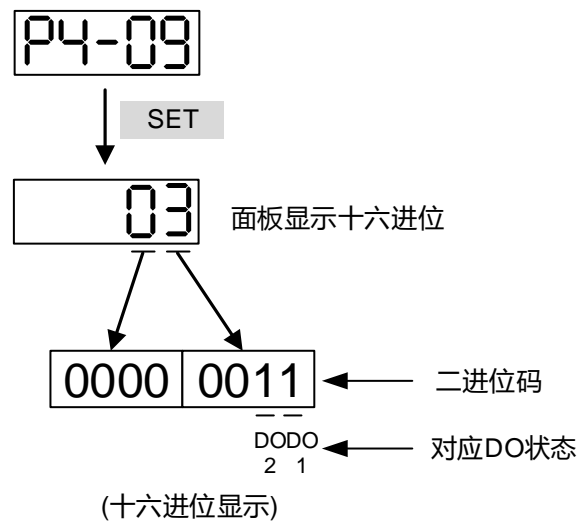 P4-09
SET
03
面板显示十六进位
0000 0011
二进位码
DO DO
2 1
对应DO状态
(十六进位显示)